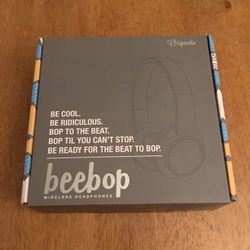 Origaudio
BE COOL.
BE RIDICULOUS.
BOP TO THE BEAT.
BOP TIL YOU CAN'T STOP.
BE READY FOR THE BEAT TO BOP.
beebop
WIRELESS HEADPHONES